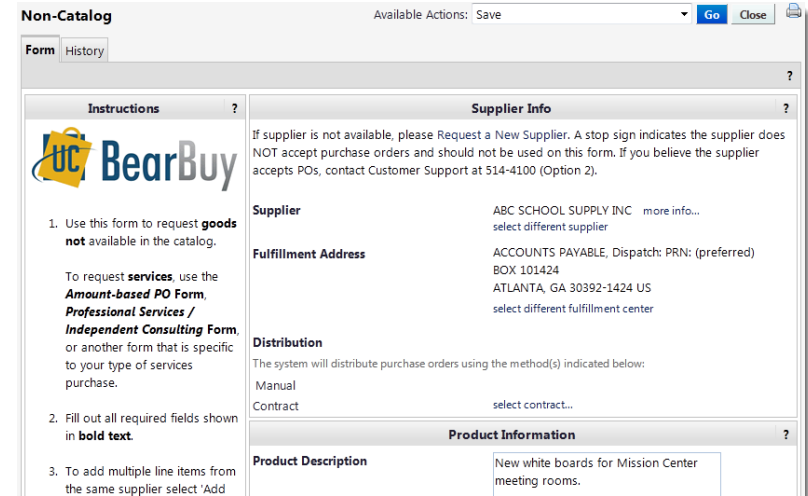 Non-Catalog
Available Actions: Save
Go
Close
Form
History
?
Instructions ?
UC BearBuy
1. Use this form to request goods
not available in the catalog.
To request services, use the
Amount-based PO Form,
Professional Services /
Independent Consulting Form,
or another form that is specific
to your type of services
purchase.
2. Fill out all required fields shown
in bold text.
3. To add multiple line items from
the same supplier select 'Add
Supplier Info ?
If supplier is not available, please Request a New Supplier. A stop sign indicates the supplier does
NOT accept purchase orders and should not be used on this form. If you believe the supplier
accepts POs, contact Customer Support at 514-4100 (Option 2).
Supplier ABC SCHOOL SUPPLY INC more info...
select different supplier
Fulfillment Address ACCOUNTS PAYABLE, Dispatch: PRN: (preferred)
BOX 101424
ATLANTA, GA 30392-1424 US
select different fulfillment center
Distribution
The system will distribute purchase orders using the method(s) indicated below:
Manual
Contract select contract...
Product Information ?
Product Description New white boards for Mission Center
meeting rooms.